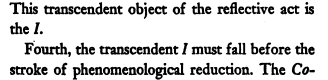 This transcendent object of the reflective act is
the I.
Fourth, the transcendent I must fall before the
stroke of phenomenological reduction. The Co-